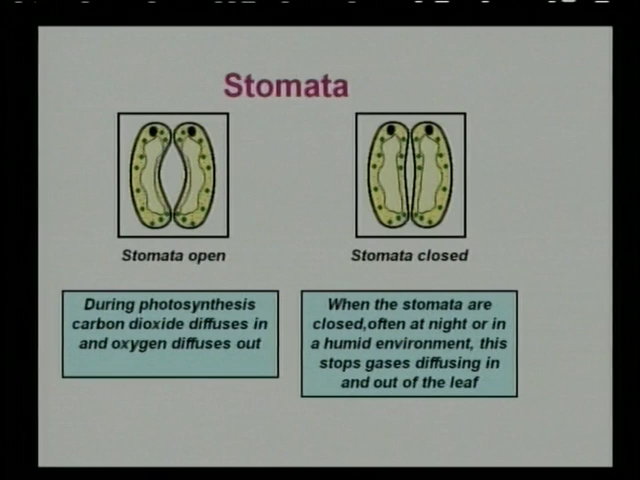 Stomata
Stomata open
Stomata closed
During photosynthesis
carbon dioxide diffuses in
and oxygen diffuses out
When the stomata are
closed,often at night or in
a humid environment, this
stops gases diffusing in
and out of the leaf